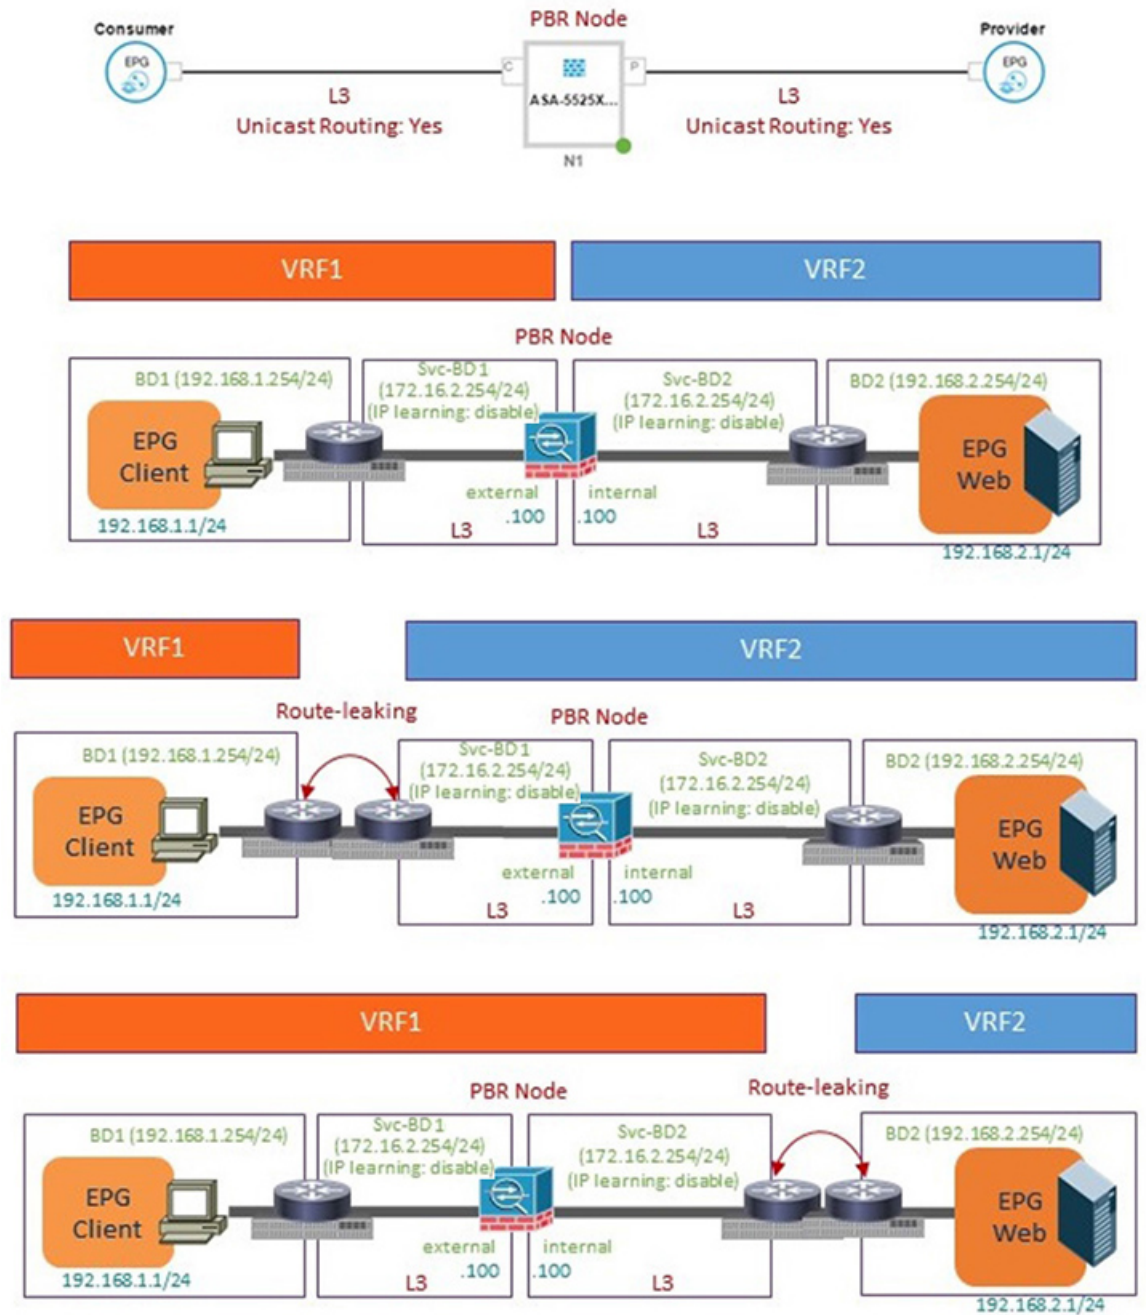 PBR Node
Consumer
Provider
EPG
C
P
EPG
ASA-5525X...
L3
L3
Unicast Routing: Yes
Unicast Routing: Yes
N1
VRF1
VRF2
PBR Node
BD1 (192.168.1.254/24)
Svc-BD1
(172.16.2.254/24)
(IP learning: disable)
Svc-BD2
(172.16.2.254/24)
(IP learning: disable)
BD2 (192.168.2.254/24)
EPG
Client
EPG
Web
external
.100
internal
.100
L3
L3
192.168.1.1/24
192.168.2.1/24
VRF1
VRF2
Route-leaking
PBR Node
BD1 (192.168.1.254/24)
Svc-BD1
(172.16.2.254/24)
(IP learning: disable)
Svc-BD2
(172.16.2.254/24)
(IP learning: disable)
BD2 (192.168.2.254/24)
EPG
Client
EPG
Web
external
.100
internal
.100
L3
L3
192.168.1.1/24
192.168.2.1/24
VRF1
VRF2
PBR Node
Route-leaking
BD1 (192.168.1.254/24)
Svc-BD1
(172.16.2.254/24)
(IP learning: disable)
Svc-BD2
(172.16.2.254/24)
(IP learning: disable)
BD2 (192.168.2.254/24)
EPG
Client
EPG
Web
external
.100
internal
.100
L3
L3
192.168.1.1/24
192.168.2.1/24